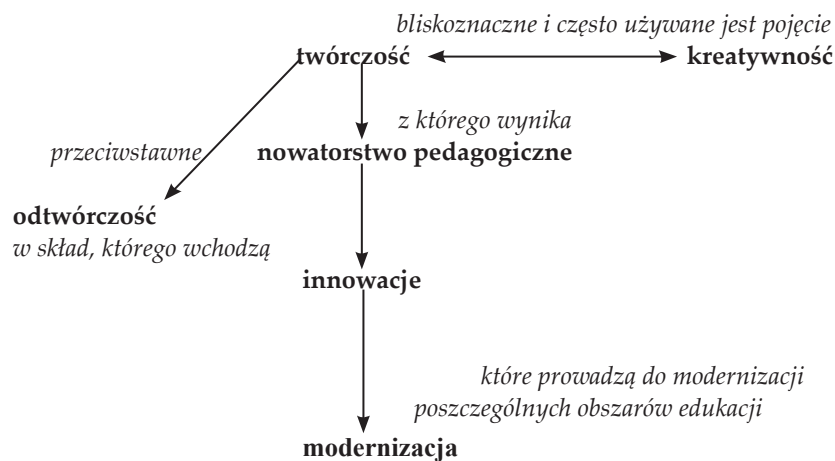 bliskoznaczne i często używane jest pojęcie
twórczość kreatywność
z którego wynika
przeciwstawne nowatorstwo pedagogiczne
odtwórczość
w skład, którego wchodzą
innowacje
które prowadzą do modernizacji
poszczególnych obszarów edukacji
modernizacja